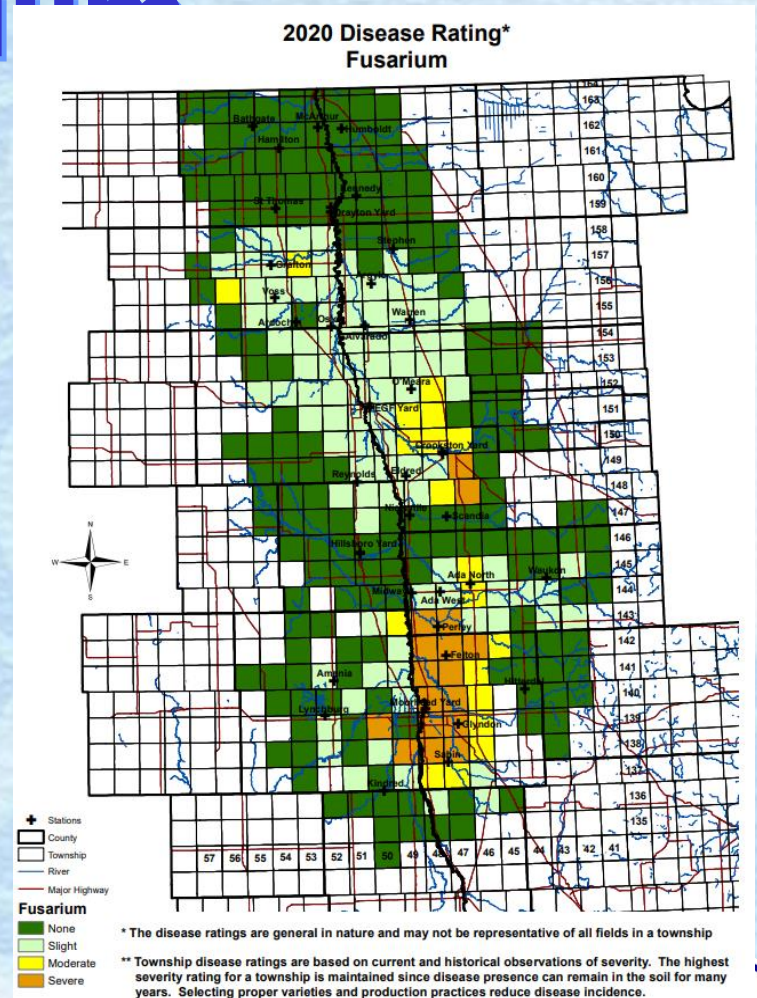 2020 Disease Rating*
Fusarium
164
163
Bathgate
McArthur
Humboldt
162
Hamilton
161
160
Kennedy
St Thomas
Drayton Yard
159
158
Stephen
157
Grafton
156
Voss
155
Warren
Ardoch
154
Alvarado
153
O'Meara
152
EGF Yard
151
150
Crookston Yard
149
Reynolds
Eldred
148
147
Scandia
146
Hillsboro Yard
145
Ada North
Waukon
Midway
Ada West
144
143
Perley
142
Felton
141
Amenia
140
Moorhead Yard
Lynchburg
139
Glyndon
138
Sabin
137
Kindred
136
135
57 56 55 54 53 52 51 50 49 48 47 46 45 44 43 42 41
N
W E
S
Stations
County
Township
River
Major Highway
Fusarium
None
Slight
Moderate
Severe
* The disease ratings are general in nature and may not be representative of all fields in a township
** Township disease ratings are based on current and historical observations of severity. The highest
severity rating for a township is maintained since disease presence can remain in the soil for many
years. Selecting proper varieties and production practices reduce disease incidence.